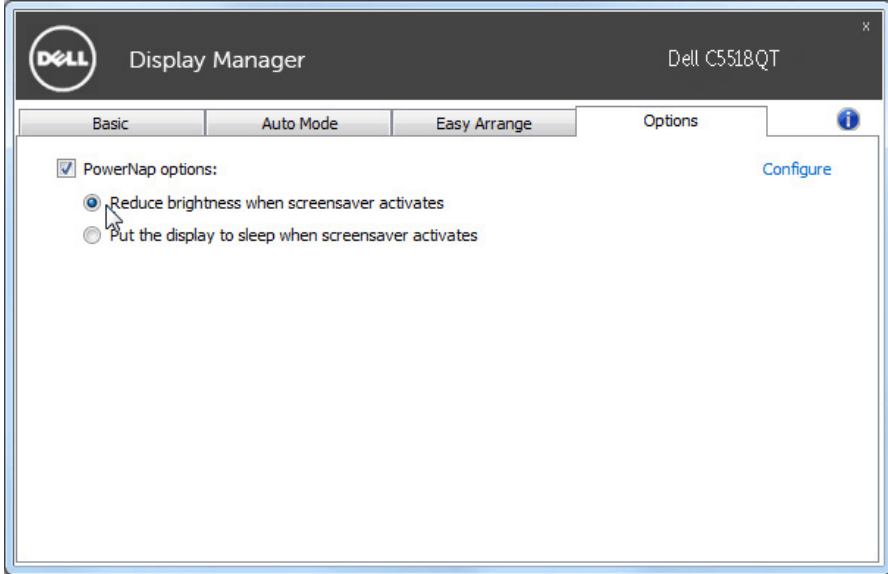 x
DELL Display Manager Dell C5518QT
Basic Auto Mode Easy Arrange Options i
PowerNap options: Configure
Reduce brightness when screensaver activates
Put the display to sleep when screensaver activates